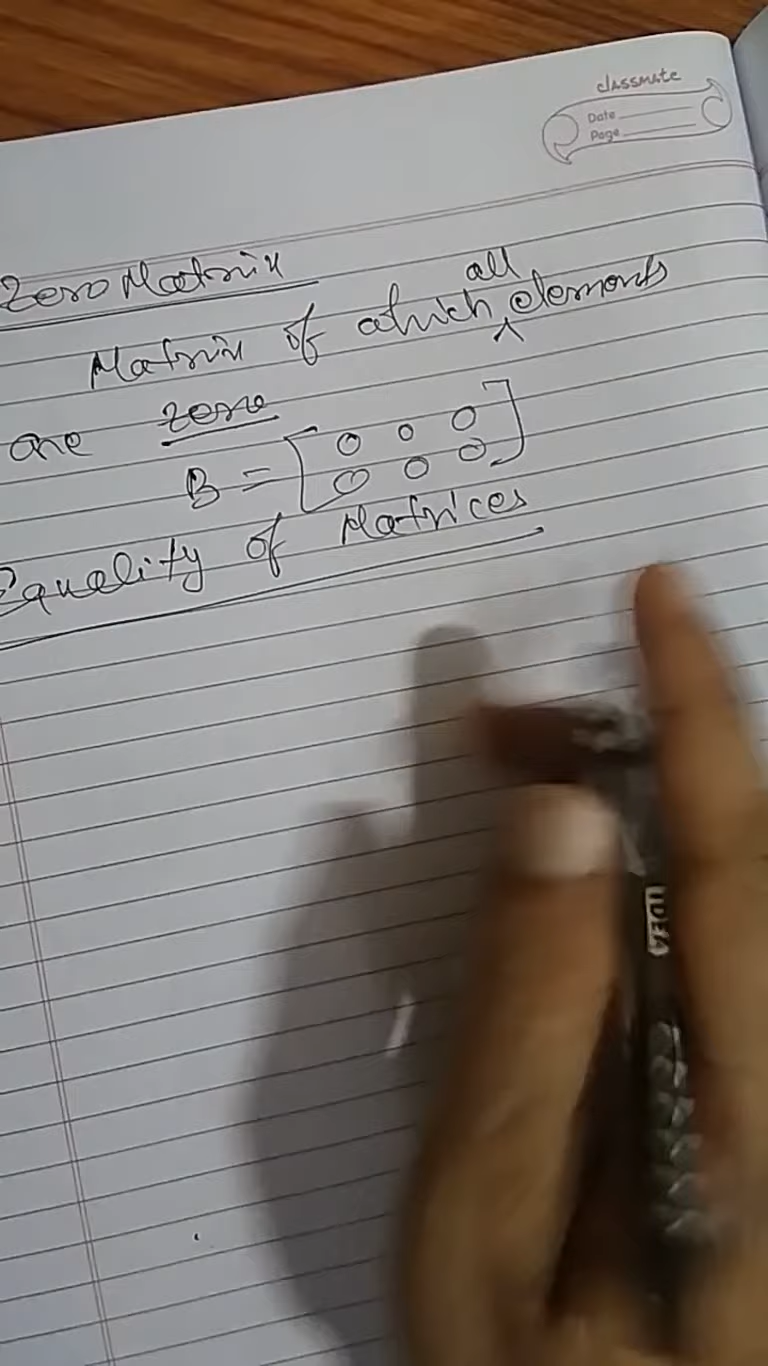 classmate
Date
Page
Zero Matrix
all
Matrix of which ^ elements
are zero
B = [ 0 0 0
0 0 0 ]
Equality of Matrices